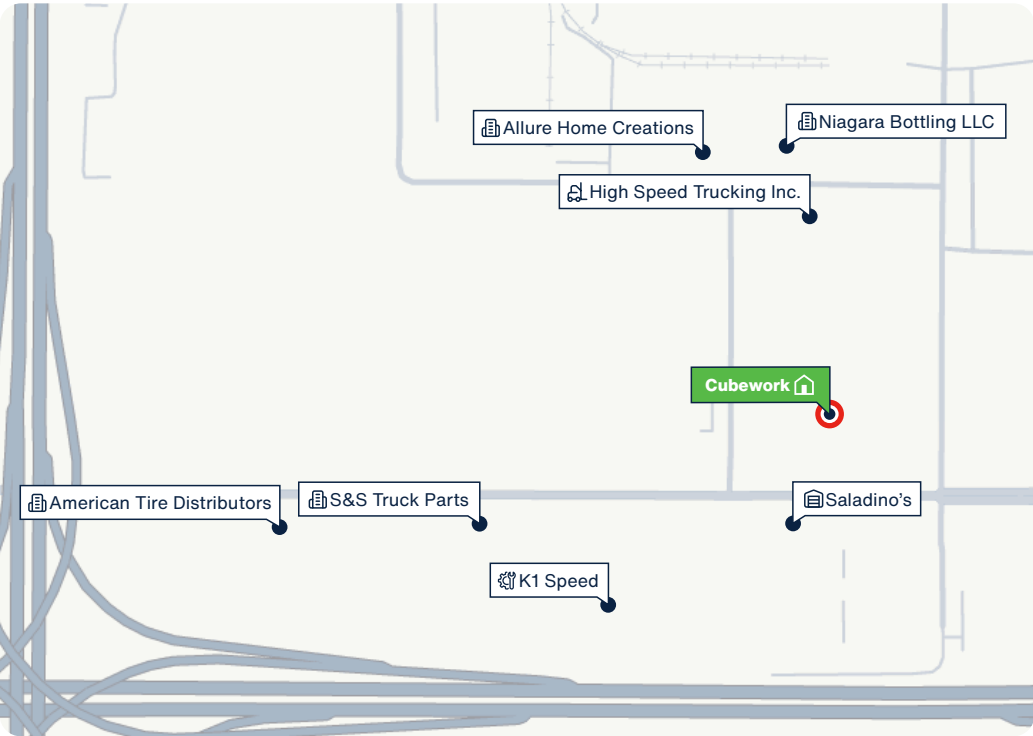 Niagara Bottling LLC
Allure Home Creations
High Speed Trucking Inc.
Cubework
American Tire Distributors
S&S Truck Parts
Saladino’s
K1 Speed